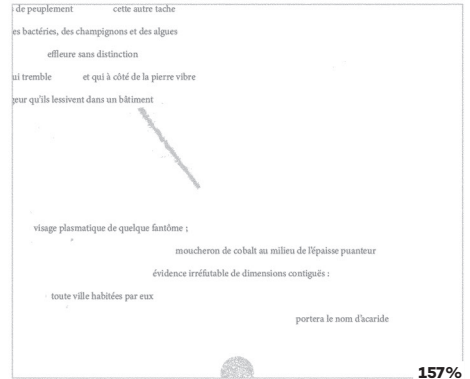 de peuplement cette autre tache
es bactéries, des champignons et des algues
effleure sans distinction
ui tremble et qui à côté de la pierre vibre
geur qu'ils lessivent dans un bâtiment
visage plasmatique de quelque fantôme ;
moucheron de cobalt au milieu de l'épaisse puanteur
évidence irréfutable de dimensions contiguës :
toute ville habitées par eux
portera le nom d'acaride
157%